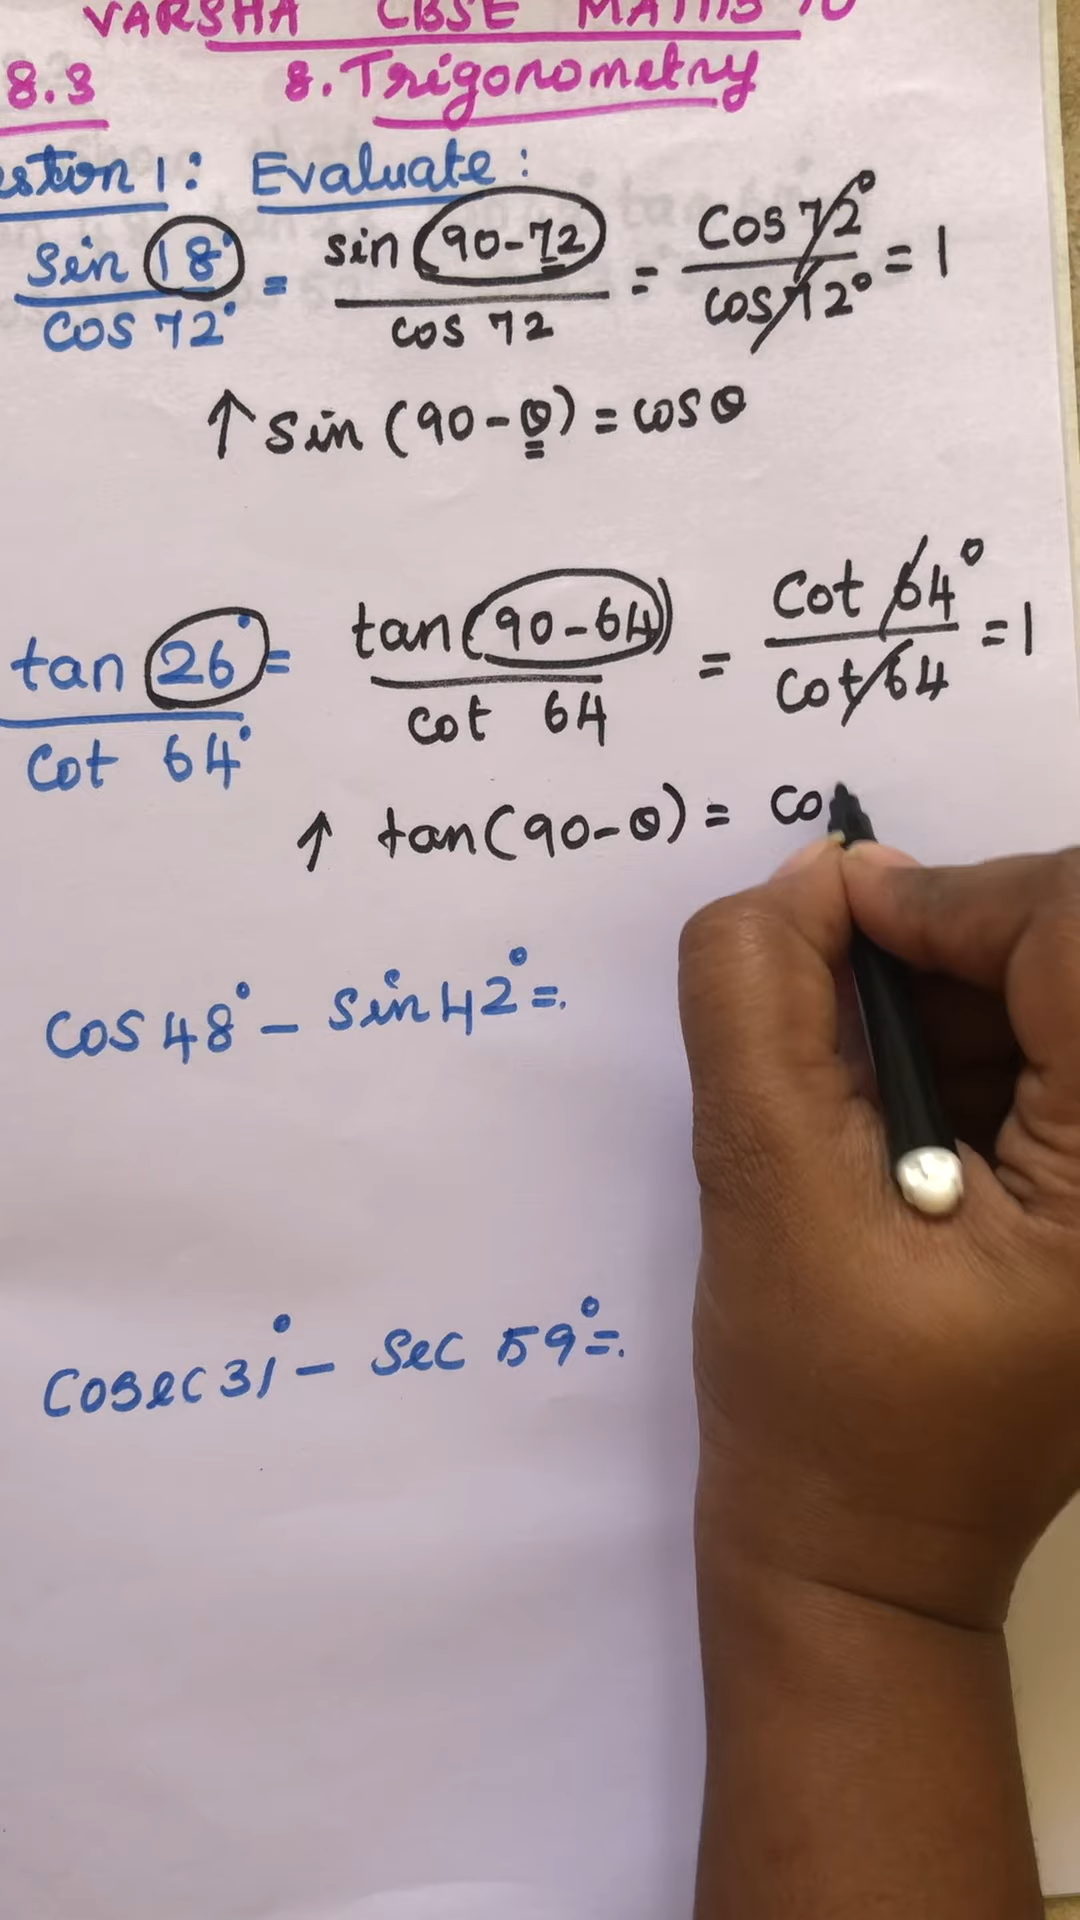 VARSHA CBSE MATHS 10
8.3 8. Trigonometry
estion 1: Evaluate:
sin 18° / cos 72° = sin (90-72) / cos 72 = cos 72° / cos 72° = 1
↑ sin (90-θ) = cos θ
tan 26° / cot 64° = tan (90-64) / cot 64 = cot 64° / cot 64 = 1
↑ tan (90-θ) = co
cos 48° - sin 42° =.
cosec 31° - sec 59° =.